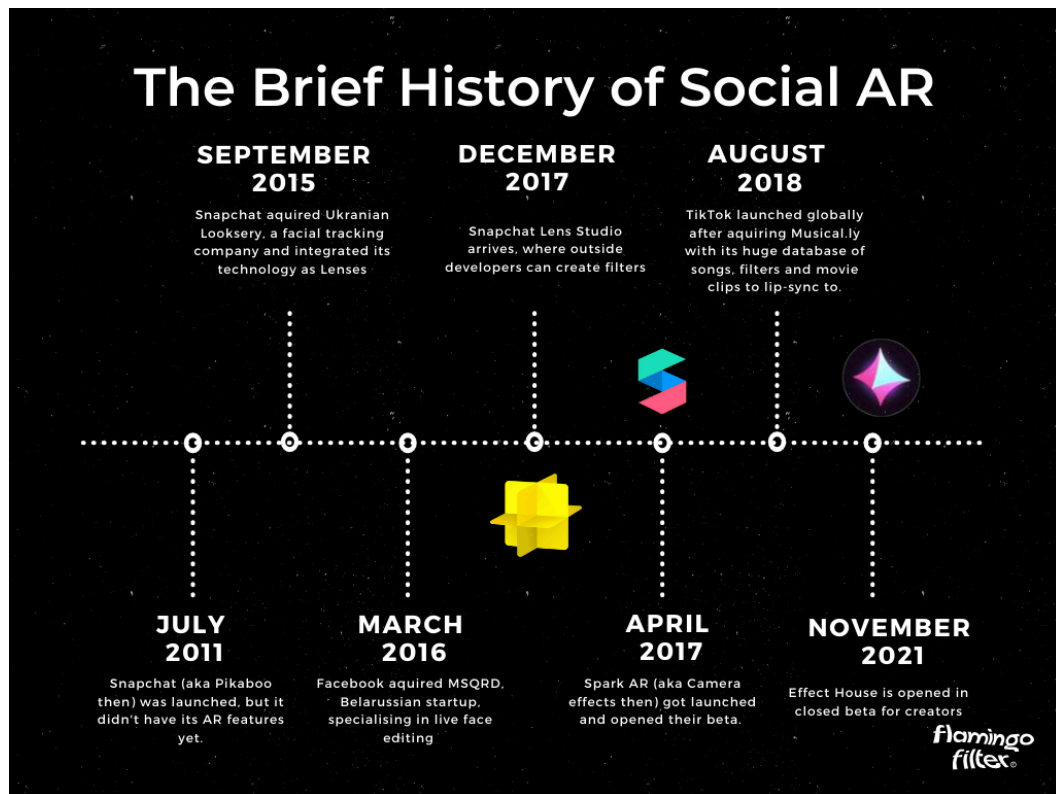 The Brief History of Social AR
SEPTEMBER
2015
Snapchat aquired Ukranian
Looksery, a facial tracking
company and integrated its
technology as Lenses
DECEMBER
2017
Snapchat Lens Studio
arrives, where outside
developers can create filters
AUGUST
2018
TikTok launched globally
after aquiring Musical.ly
with its huge database of
songs, filters and movie
clips to lip-sync to.
JULY
2011
Snapchat (aka Pikaboo
then) was launched, but it
didn't have its AR features
yet.
MARCH
2016
Facebook aquired MSQRD,
Belarussian startup,
specialising in live face
editing
APRIL
2017
Spark AR (aka Camera
effects then) got launched
and opened their beta.
NOVEMBER
2021
Effect House is opened in
closed beta for creators
flamingo
filter®